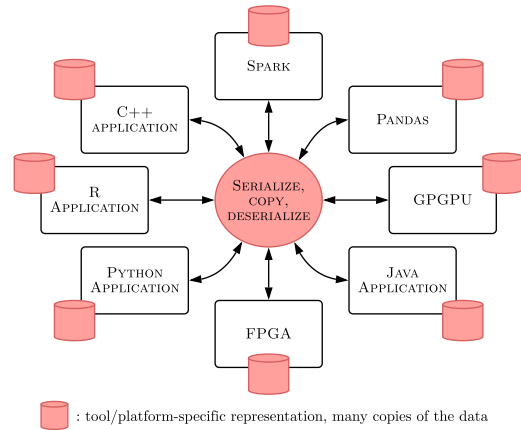 SPARK
C++
APPLICATION
PANDAS
R
APPLICATION
SERIALIZE,
COPY,
DESERIALIZE
GPGPU
PYTHON
APPLICATION
JAVA
APPLICATION
FPGA
: tool/platform-specific representation, many copies of the data